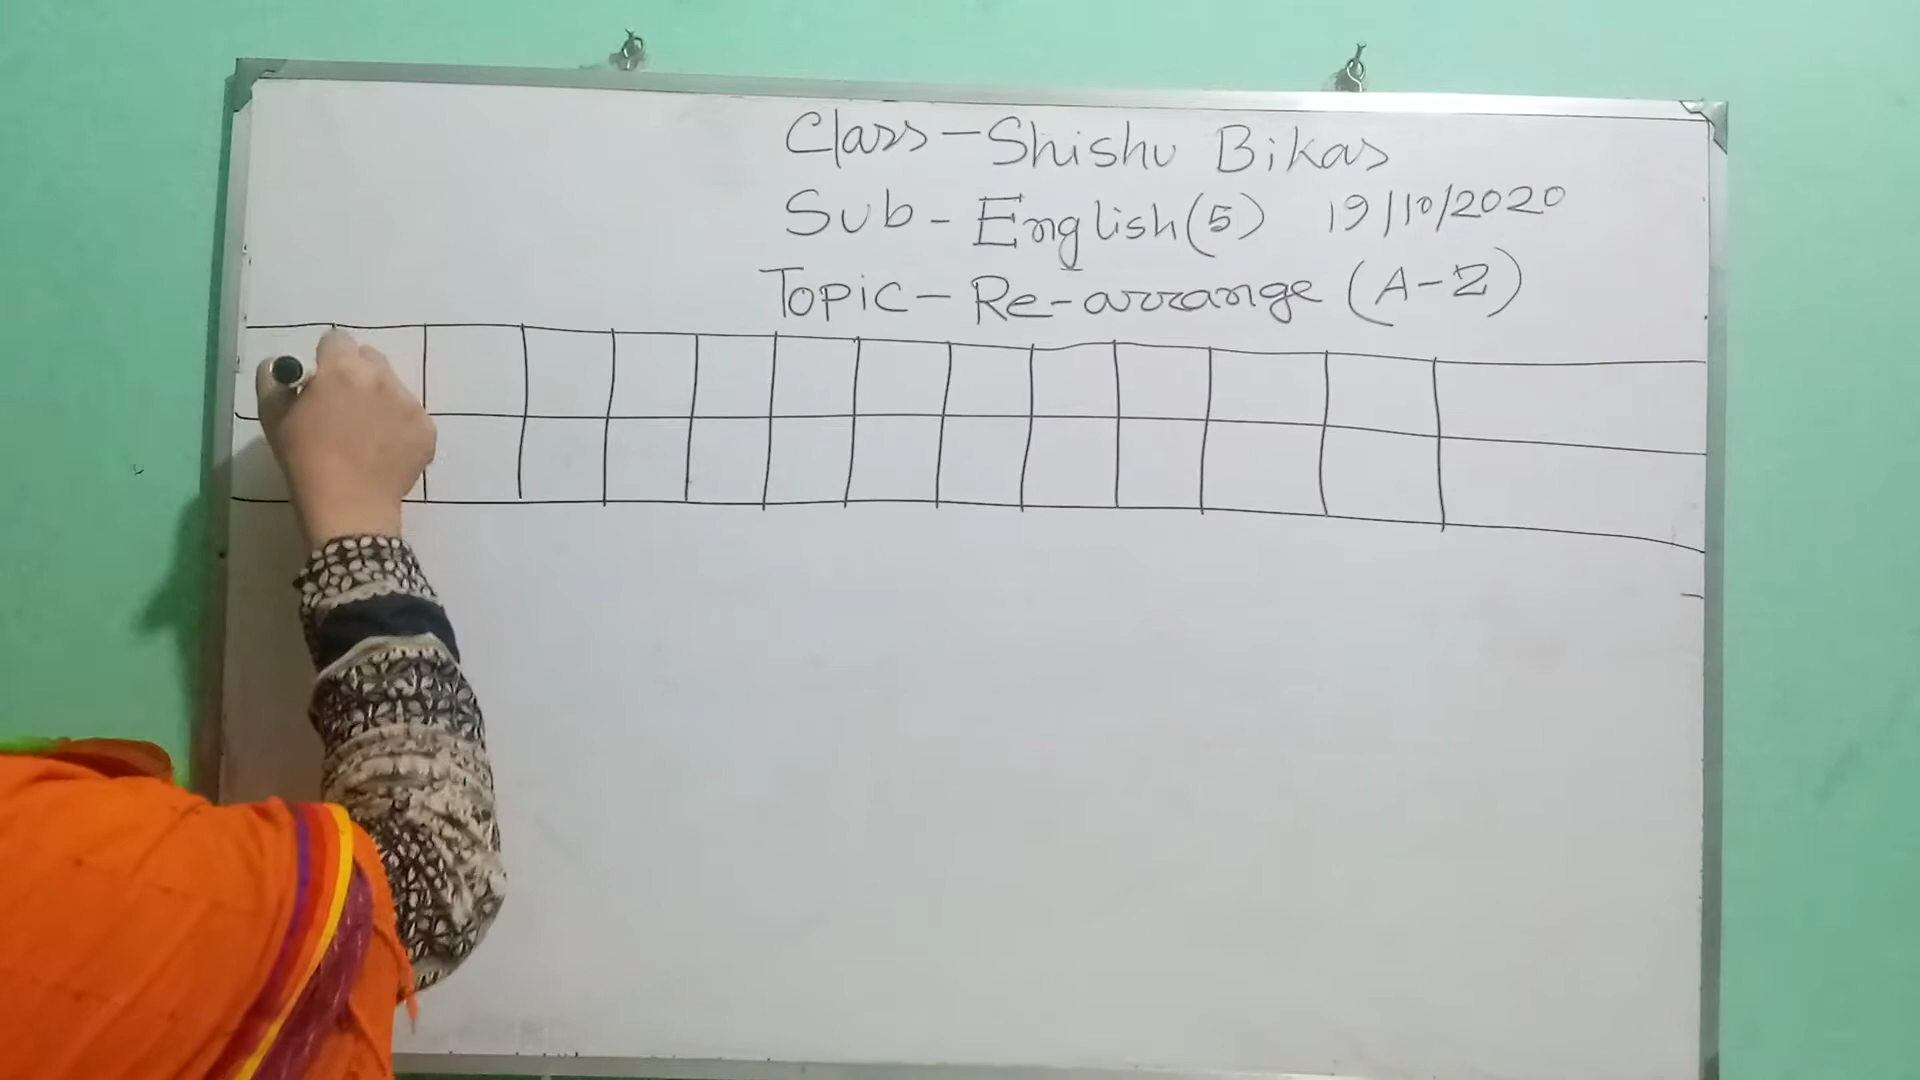 Class-Shishu Bikas
Sub-English(5) 19/10/2020
Topic-Re-arrange (A-Z)